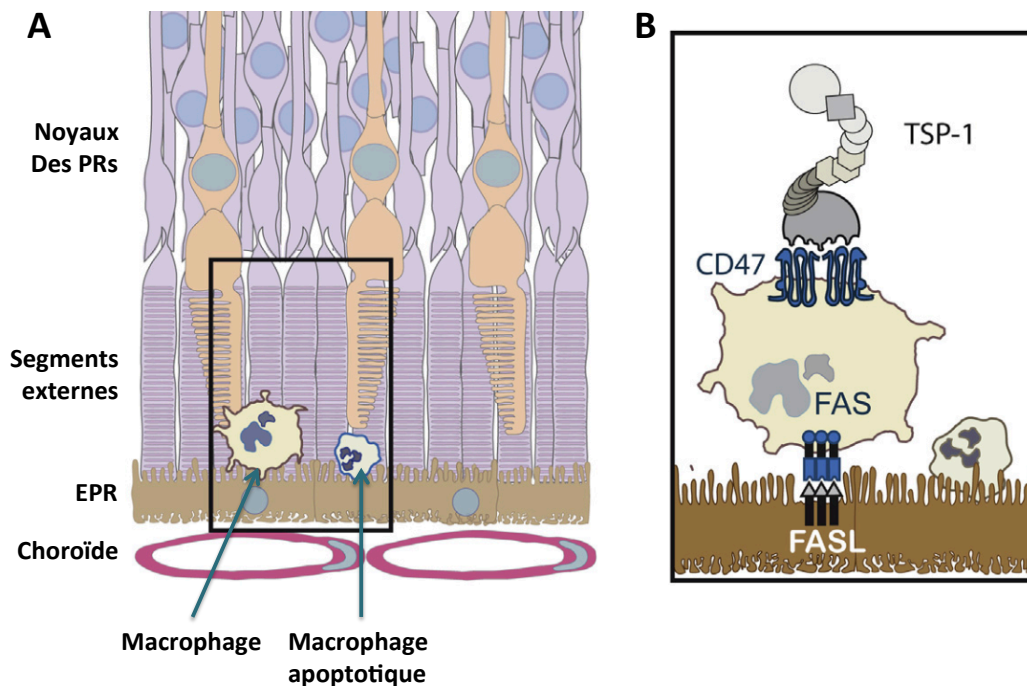 A
Noyaux
Des PRs
Segments
externes
EPR
Choroïde
Macrophage
Macrophage
apoptotique
B
TSP-1
CD47
FAS
FASL